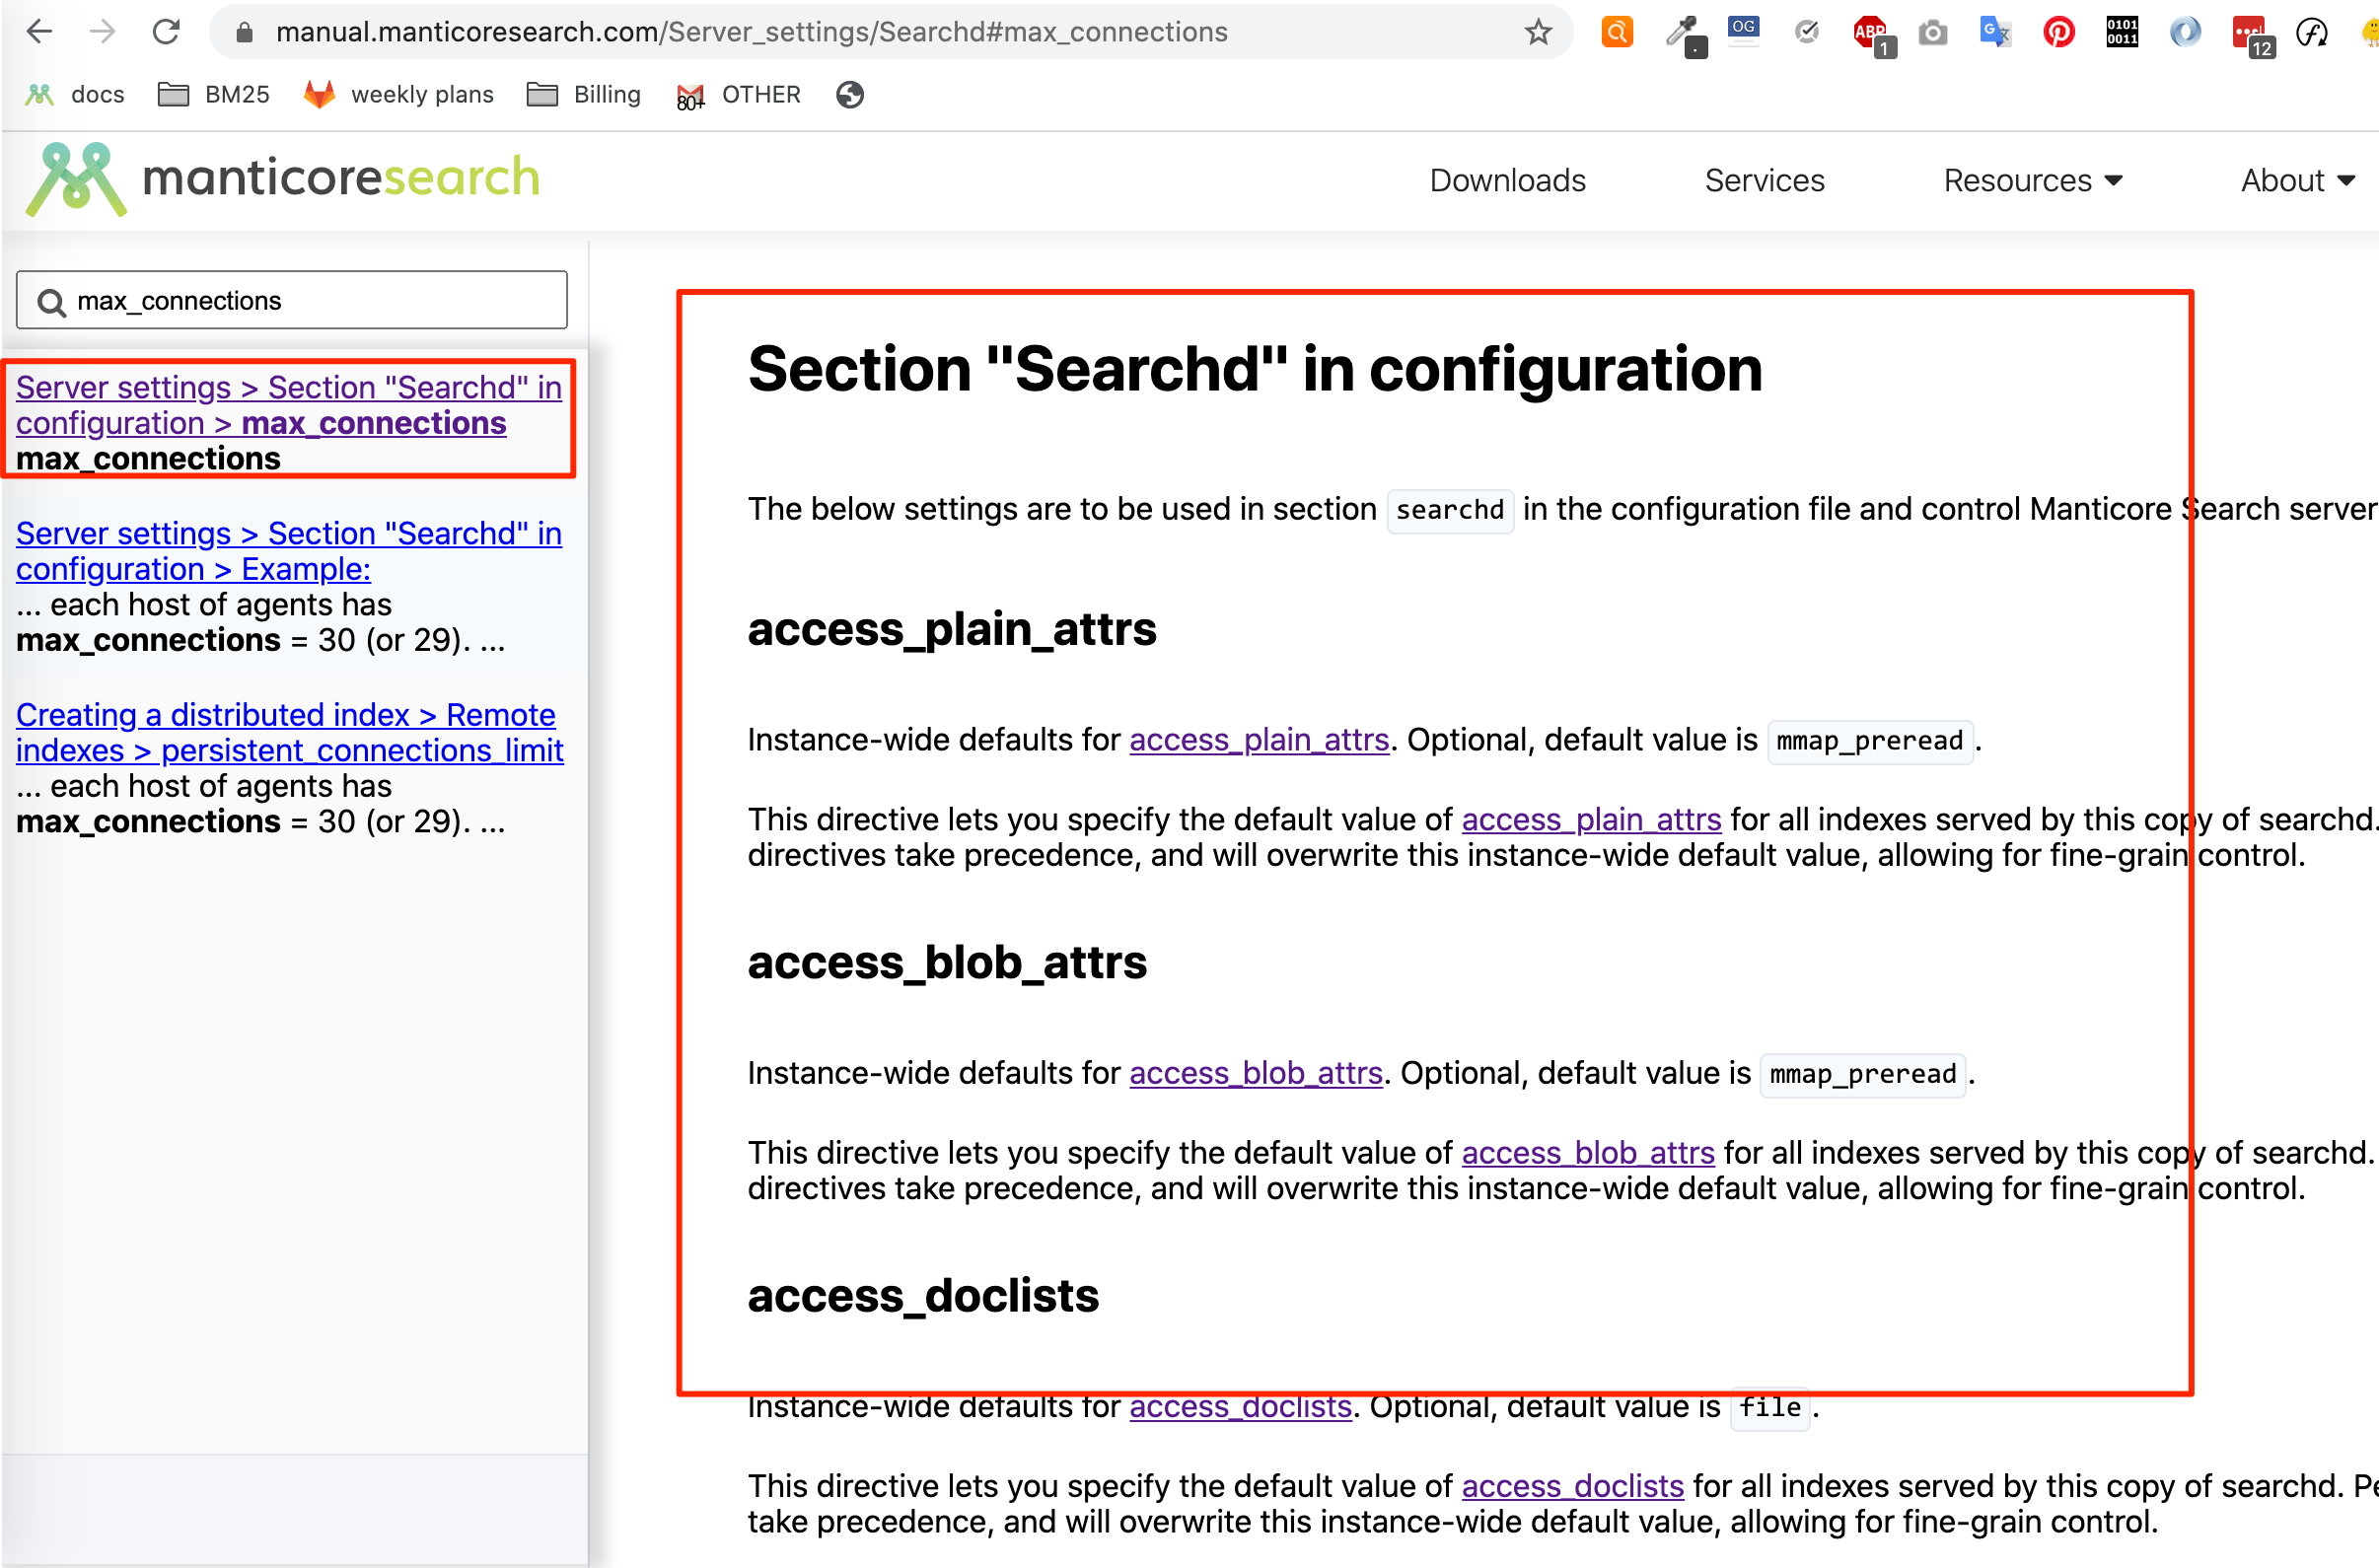 manual.manticoresearch.com/Server_settings/Searchd#max_connections
OG
ABP
1
0101
0011
12
docs
BM25
weekly plans
Billing
80+
OTHER
manticoresearch
Downloads
Services
Resources
About
max_connections
Server settings > Section "Searchd" in
configuration > max_connections
max_connections
Server settings > Section "Searchd" in
configuration > Example:
... each host of agents has
max_connections = 30 (or 29). ...
Creating a distributed index > Remote
indexes > persistent_connections_limit
... each host of agents has
max_connections = 30 (or 29). ...
Section "Searchd" in configuration
The below settings are to be used in section searchd in the configuration file and control Manticore Search server
access_plain_attrs
Instance-wide defaults for access_plain_attrs. Optional, default value is mmap_preread.
This directive lets you specify the default value of access_plain_attrs for all indexes served by this copy of searchd.
directives take precedence, and will overwrite this instance-wide default value, allowing for fine-grain control.
access_blob_attrs
Instance-wide defaults for access_blob_attrs. Optional, default value is mmap_preread.
This directive lets you specify the default value of access_blob_attrs for all indexes served by this copy of searchd.
directives take precedence, and will overwrite this instance-wide default value, allowing for fine-grain control.
access_doclists
Instance-wide defaults for access_doclists. Optional, default value is file.
This directive lets you specify the default value of access_doclists for all indexes served by this copy of searchd. Pe
take precedence, and will overwrite this instance-wide default value, allowing for fine-grain control.